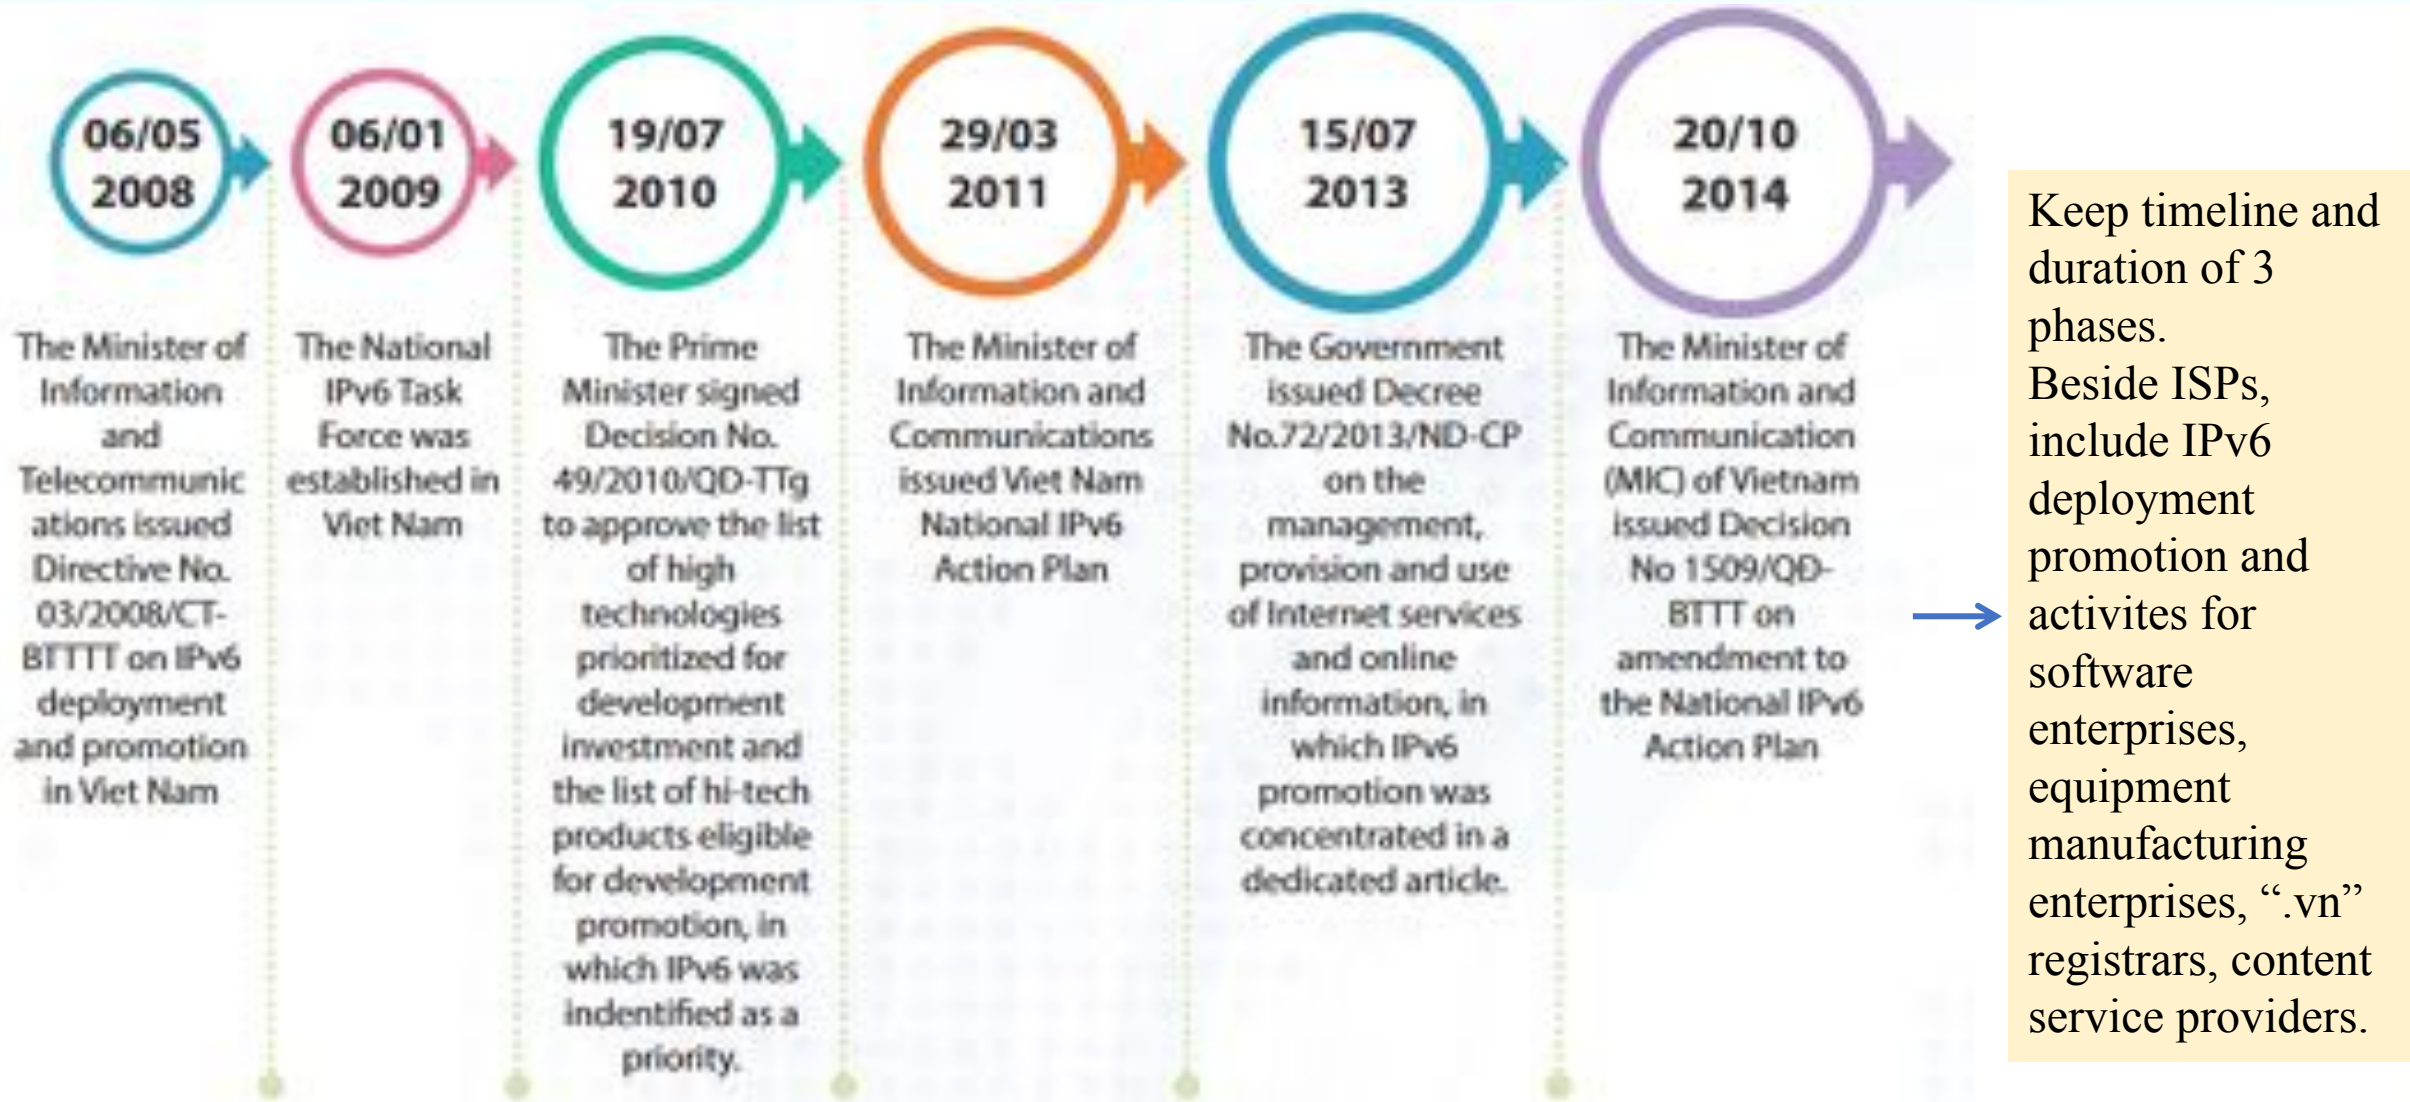 06/05
2008
The Minister of
Information
and
Telecommunic
ations issued
Directive No.
03/2008/CT-
BTTTT on IPv6
deployment
and promotion
in Viet Nam
06/01
2009
The National
IPv6 Task
Force was
established in
Viet Nam
19/07
2010
The Prime
Minister signed
Decision No.
49/2010/QD-TTg
to approve the list
of high
technologies
prioritized for
development
investment and
the list of hi-tech
products eligible
for development
promotion, in
which IPv6 was
indentified as a
priority.
29/03
2011
The Minister of
Information and
Communications
issued Viet Nam
National IPv6
Action Plan
15/07
2013
The Government
issued Decree
No.72/2013/ND-CP
on the
management,
provision and use
of Internet services
and online
information, in
which IPv6
promotion was
concentrated in a
dedicated article.
20/10
2014
The Minister of
Information and
Communication
(MIC) of Vietnam
issued Decision
No 1509/QD-
BTTT on
amendment to
the National IPv6
Action Plan
Keep timeline and
duration of 3
phases.
Beside ISPs,
include IPv6
deployment
promotion and
activites for
software
enterprises,
equipment
manufacturing
enterprises, “.vn”
registrars, content
service providers.